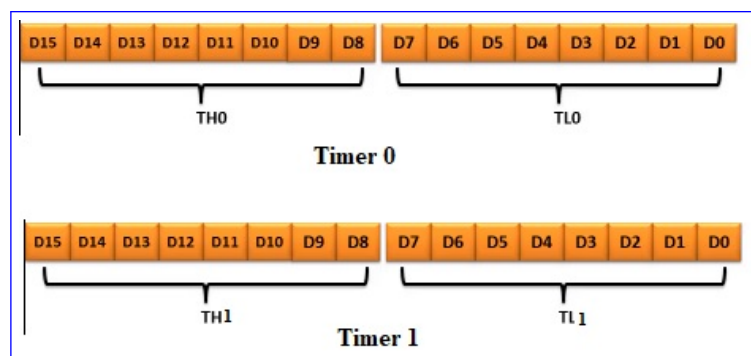 D15 D14 D13 D12 D11 D10 D9 D8 D7 D6 D5 D4 D3 D2 D1 D0
TH0 TL0
Timer 0
D15 D14 D13 D12 D11 D10 D9 D8 D7 D6 D5 D4 D3 D2 D1 D0
TH1 TL1
Timer 1